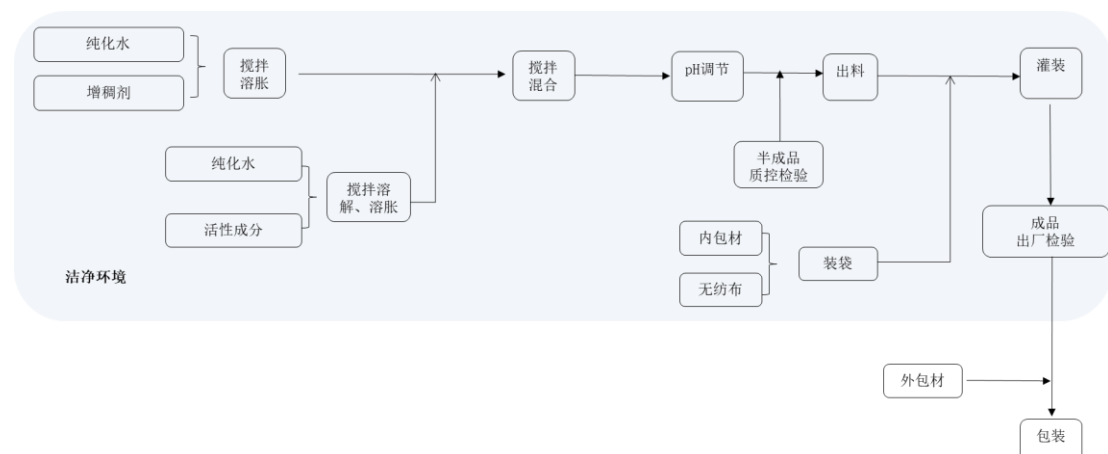 纯化水
增稠剂
搅拌
溶胀
搅拌
混合
pH调节
出料
灌装
纯化水
活性成分
搅拌溶
解、溶胀
半成品
质控检验
内包材
无纺布
装袋
成品
出厂检验
洁净环境
外包材
包装